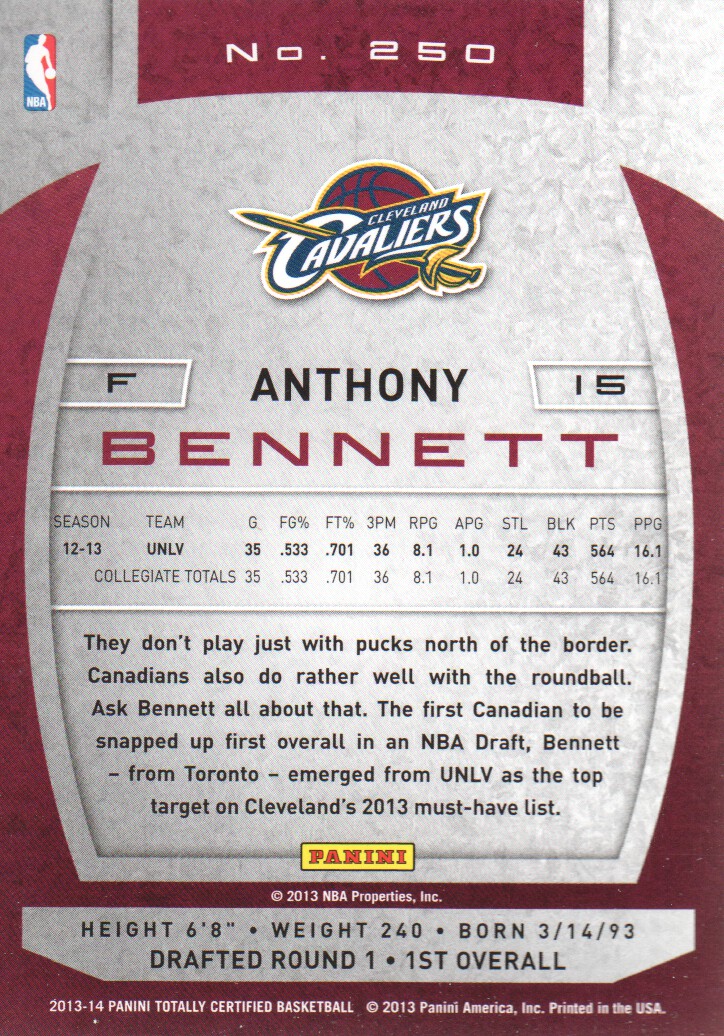 No. 250
NBA
CLEVELAND
CAVALIERS
F ANTHONY 15
BENNETT
SEASON TEAM G FG% FT% 3PM RPG APG STL BLK PTS PPG
12-13 UNLV 35 .533 .701 36 8.1 1.0 24 43 564 16.1
COLLEGIATE TOTALS 35 .533 .701 36 8.1 1.0 24 43 564 16.1
They don't play just with pucks north of the border.
Canadians also do rather well with the roundball.
Ask Bennett all about that. The first Canadian to be
snapped up first overall in an NBA Draft, Bennett
– from Toronto – emerged from UNLV as the top
target on Cleveland's 2013 must-have list.
PANINI
© 2013 NBA Properties, Inc.
HEIGHT 6'8" • WEIGHT 240 • BORN 3/14/93
DRAFTED ROUND 1 • 1ST OVERALL
2013-14 PANINI TOTALLY CERTIFIED BASKETBALL © 2013 Panini America, Inc. Printed in the USA.